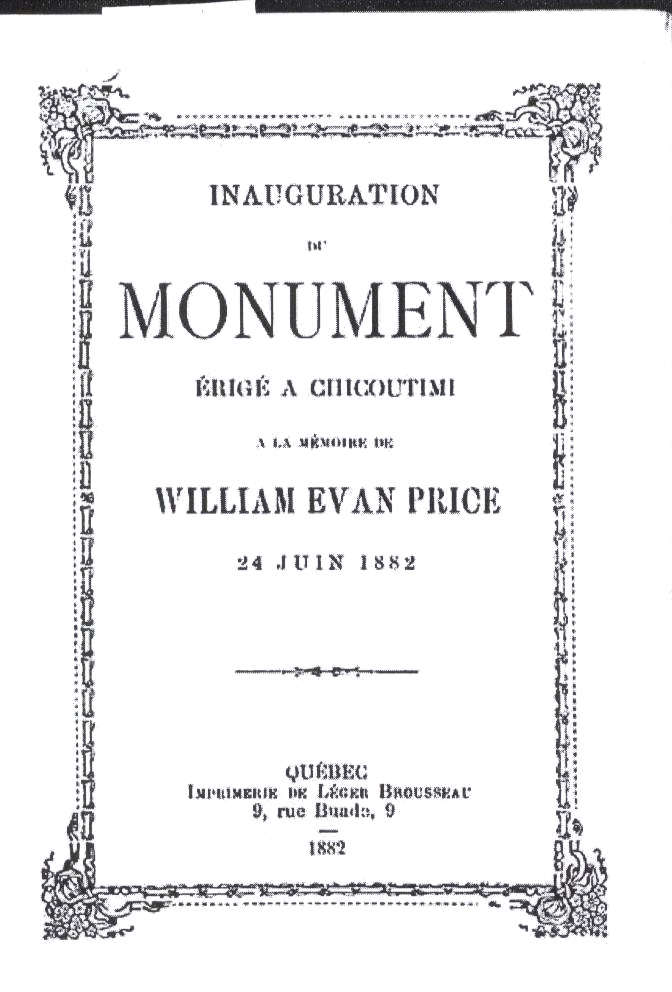 INAUGURATION
DU
MONUMENT
ÉRIGÉ A CHICOUTIMI
A LA MÉMOIRE DE
WILLIAM EVAN PRICE
24 JUIN 1882
QUÉBEC
IMPRIMERIE DE LÉGER BROUSSEAU
9, rue Buade, 9
1882